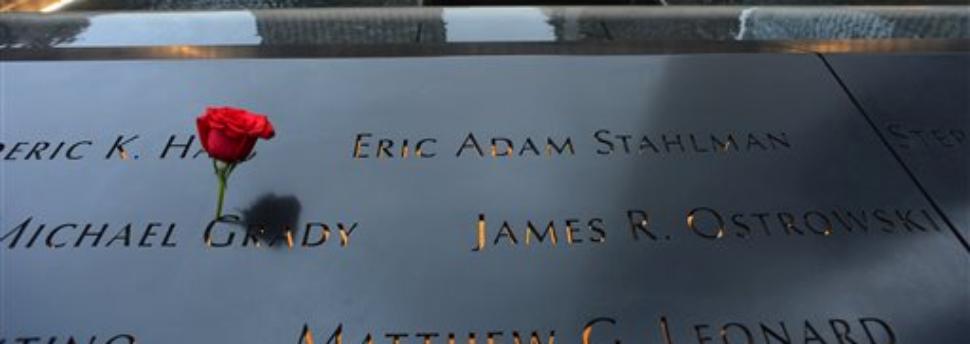 K. ERIC ADAM STAHLMAN
MICHAEL GRADY JAMES R. OSTROWSKI
MATTHEW G. LEONARD